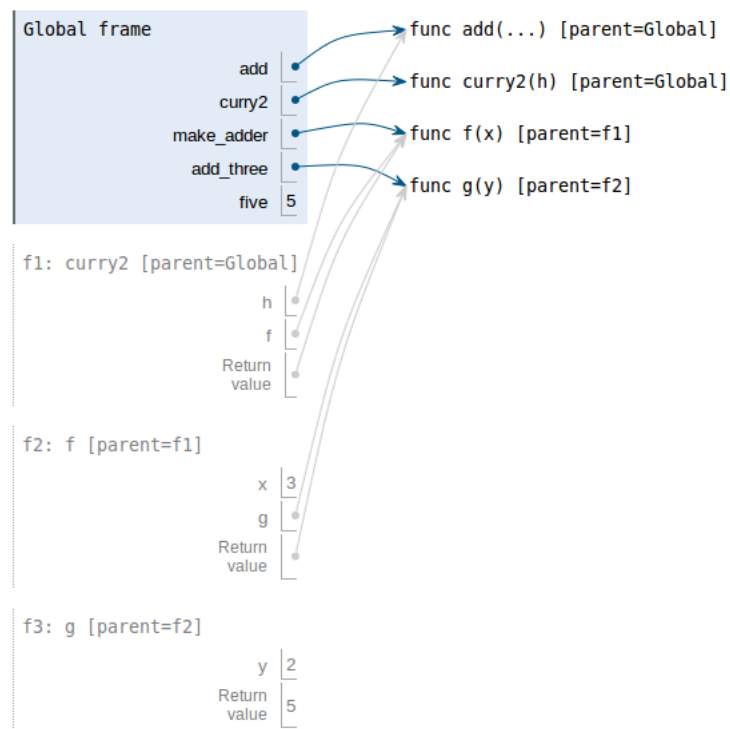 Global frame
func add(...) [parent=Global]
add
func curry2(h) [parent=Global]
curry2
make_adder
func f(x) [parent=f1]
add_three
func g(y) [parent=f2]
five 5
f1: curry2 [parent=Global]
h
f
Return
value
f2: f [parent=f1]
x 3
g
Return
value
f3: g [parent=f2]
y 2
Return
value 5